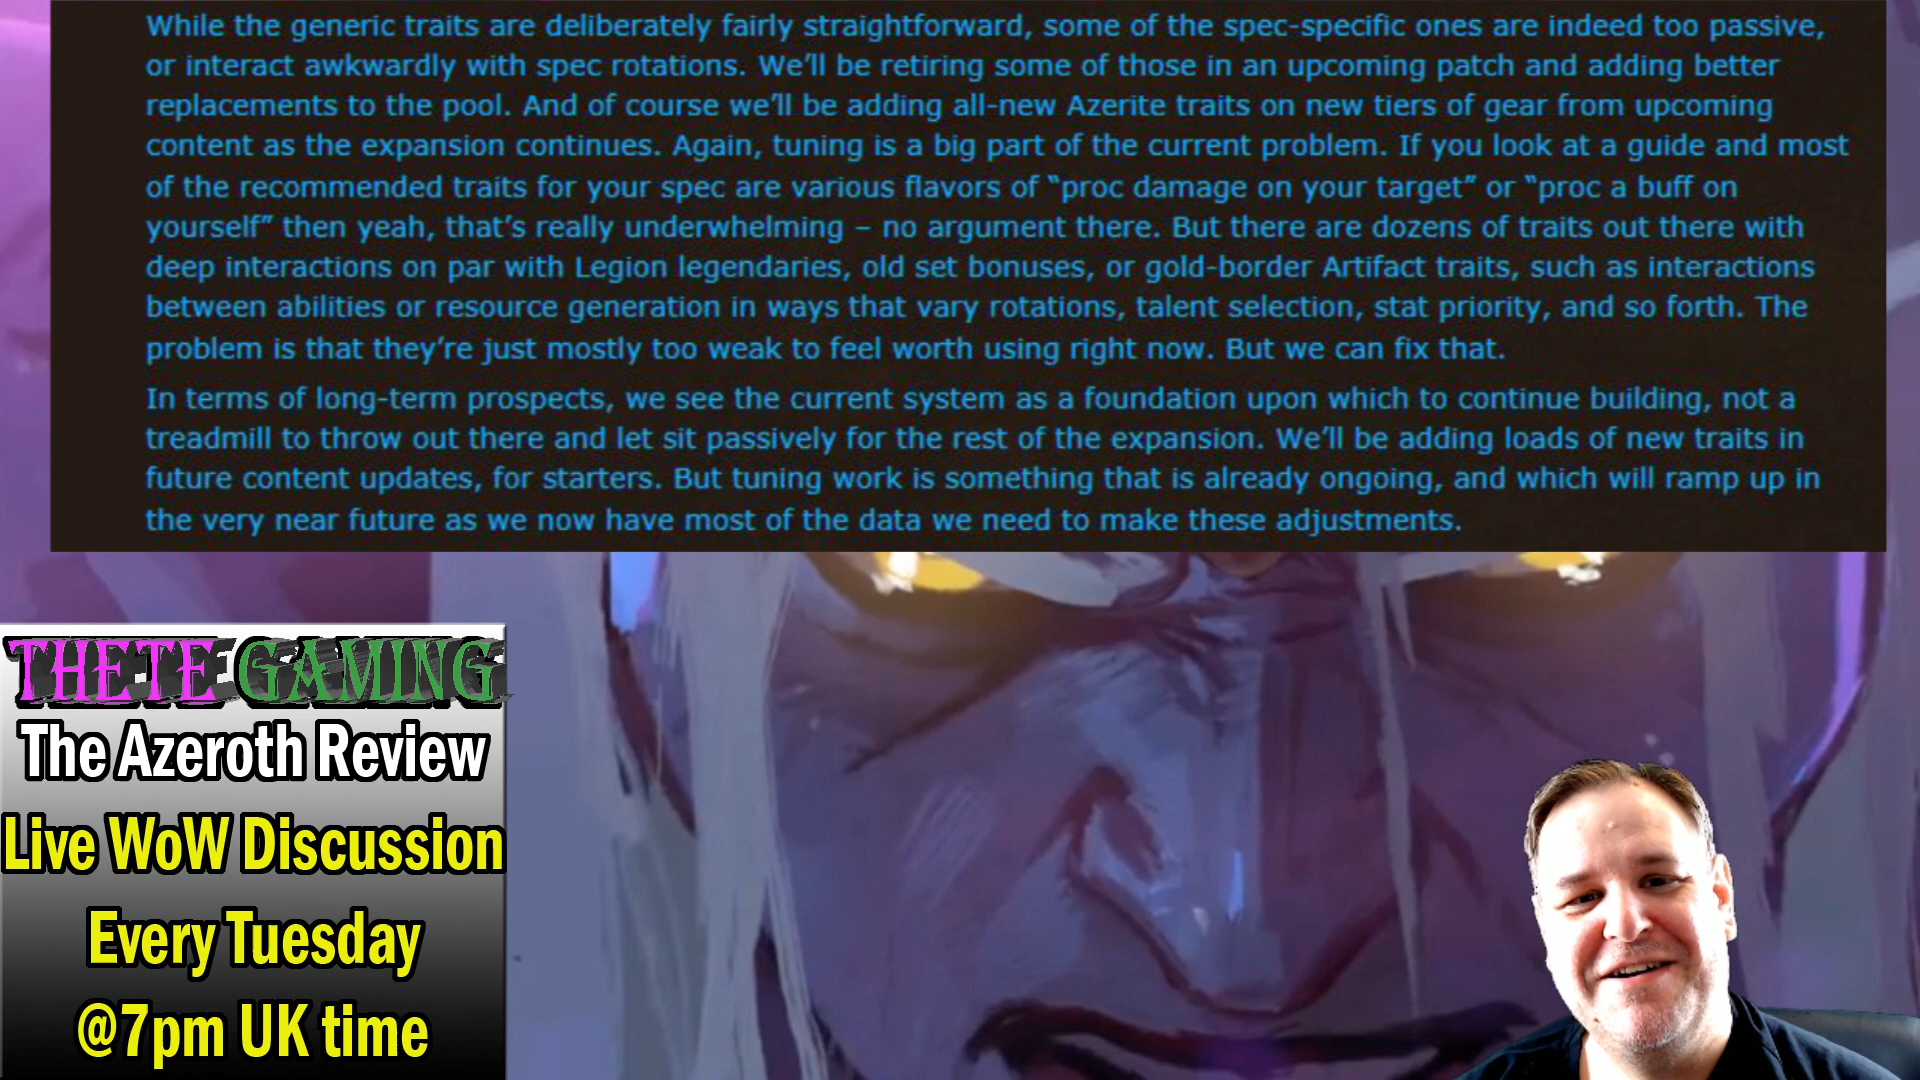 While the generic traits are deliberately fairly straightforward, some of the spec-specific ones are indeed too passive,
or interact awkwardly with spec rotations. We’ll be retiring some of those in an upcoming patch and adding better
replacements to the pool. And of course we’ll be adding all-new Azerite traits on new tiers of gear from upcoming
content as the expansion continues. Again, tuning is a big part of the current problem. If you look at a guide and most
of the recommended traits for your spec are various flavors of “proc damage on your target” or “proc a buff on
yourself” then yeah, that’s really underwhelming – no argument there. But there are dozens of traits out there with
deep interactions on par with Legion legendaries, old set bonuses, or gold-border Artifact traits, such as interactions
between abilities or resource generation in ways that vary rotations, talent selection, stat priority, and so forth. The
problem is that they’re just mostly too weak to feel worth using right now. But we can fix that.
In terms of long-term prospects, we see the current system as a foundation upon which to continue building, not a
treadmill to throw out there and let sit passively for the rest of the expansion. We’ll be adding loads of new traits in
future content updates, for starters. But tuning work is something that is already ongoing, and which will ramp up in
the very near future as we now have most of the data we need to make these adjustments.
THETE GAMING
The Azeroth Review
Live WoW Discussion
Every Tuesday
@7pm UK time